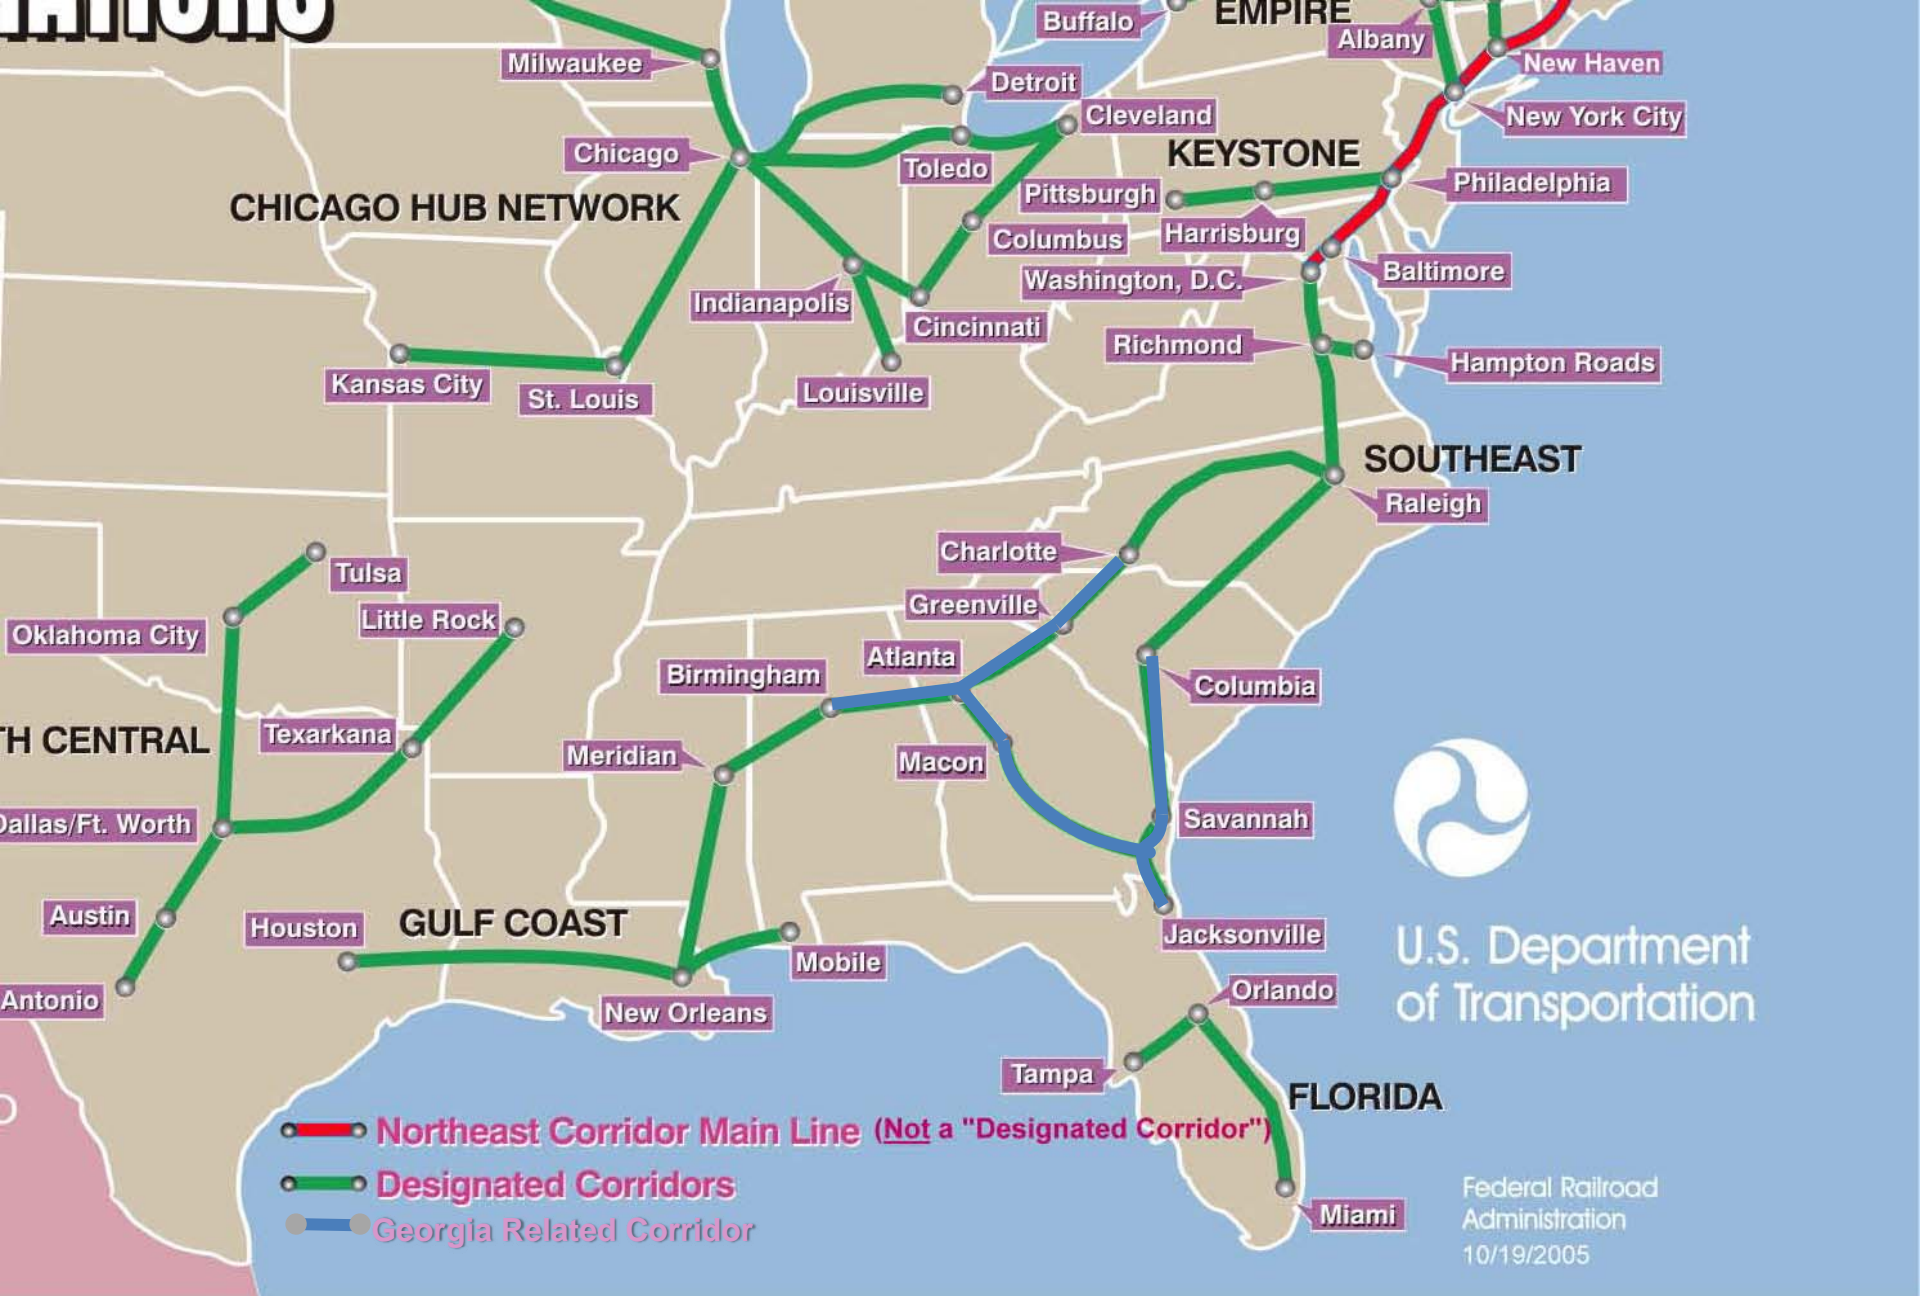 EMPIRE
Buffalo
Albany
Milwaukee
New Haven
Detroit
Cleveland
New York City
Chicago
Toledo
KEYSTONE
Pittsburgh
Philadelphia
CHICAGO HUB NETWORK
Columbus
Harrisburg
Washington, D.C.
Baltimore
Indianapolis
Cincinnati
Richmond
Hampton Roads
Kansas City
St. Louis
Louisville
SOUTHEAST
Raleigh
Charlotte
Tulsa
Greenville
Little Rock
Oklahoma City
Atlanta
Birmingham
Columbia
TH CENTRAL
Texarkana
Meridian
Macon
Dallas/Ft. Worth
Savannah
Austin
Houston
GULF COAST
Jacksonville
U.S. Department
of Transportation
Mobile
Antonio
New Orleans
Orlando
Tampa
FLORIDA
Northeast Corridor Main Line (Not a "Designated Corridor")
Designated Corridors
Georgia Related Corridor
Miami
Federal Railroad
Administration
10/19/2005